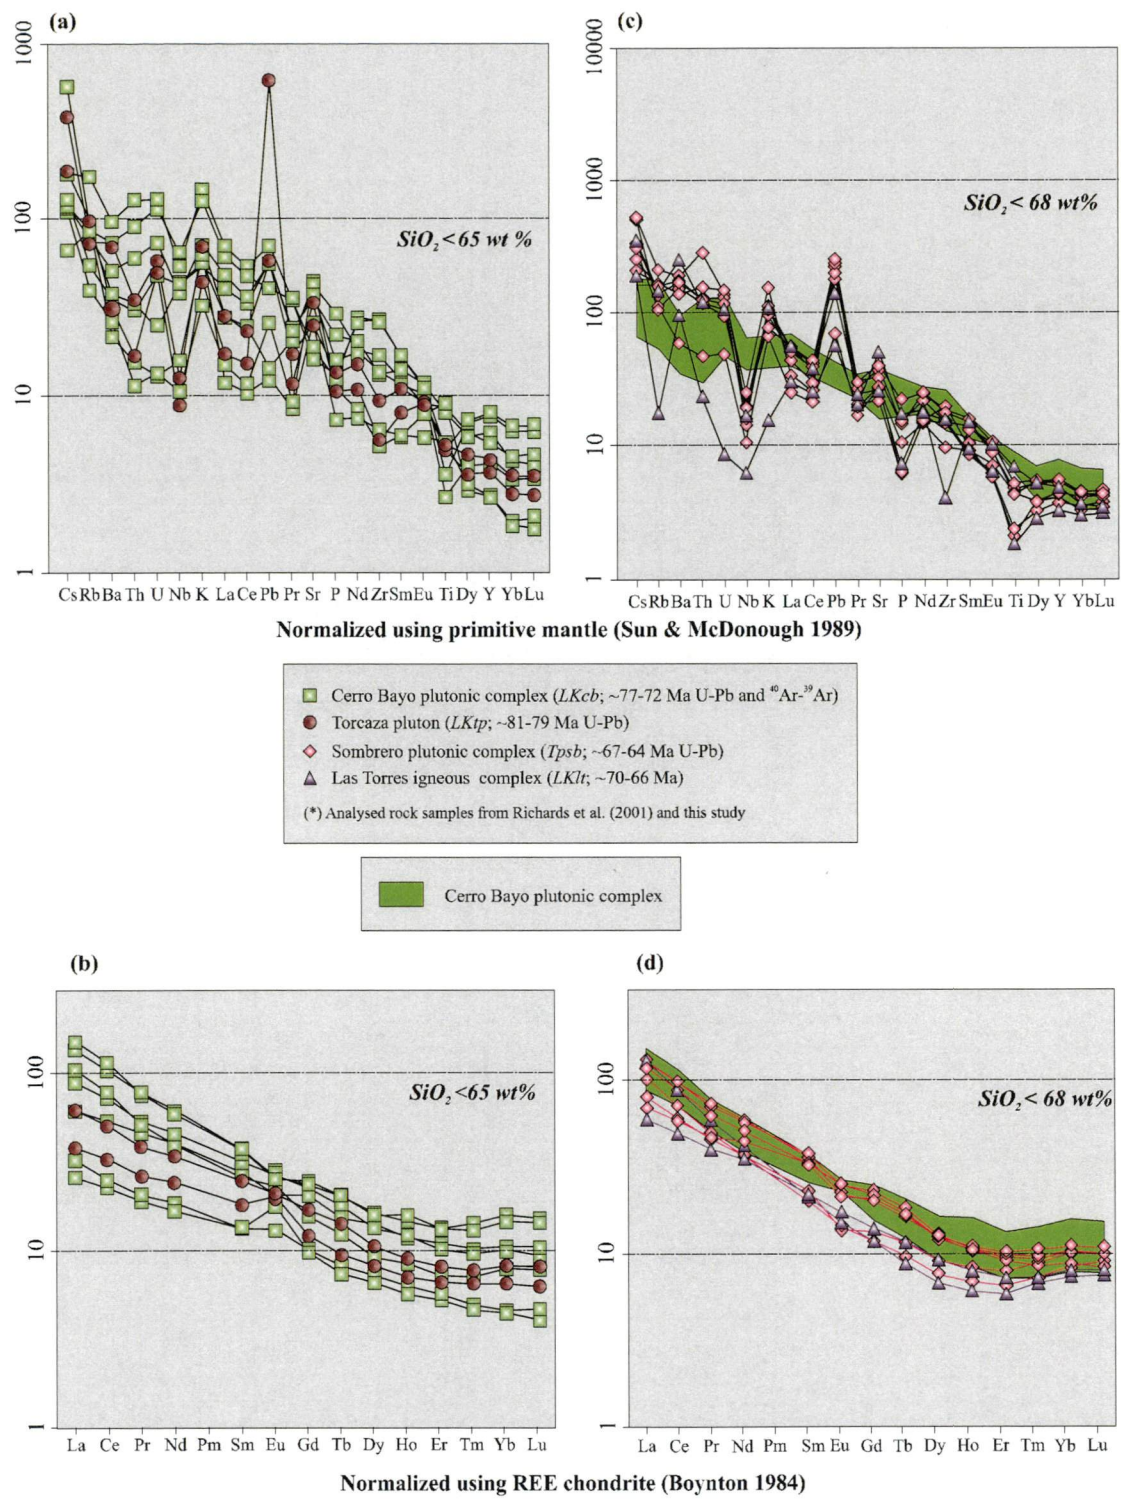 (a)
1000
100
10
1
SiO2<65 wt %
Cs Rb Ba Th U Nb K La Ce Pb Pr Sr P Nd Zr Sm Eu Ti Dy Y Yb Lu
(c)
10000
1000
100
10
1
SiO2< 68 wt%
Cs Rb Ba Th U Nb K La Ce Pb Pr Sr P Nd Zr Sm Eu Ti Dy Y Yb Lu
Normalized using primitive mantle (Sun & McDonough 1989)
Cerro Bayo plutonic complex (LKcb; ~77-72 Ma U-Pb and 40Ar-39Ar)
Torcaza pluton (LKtp; ~81-79 Ma U-Pb)
Sombrero plutonic complex (Tpsb; ~67-64 Ma U-Pb)
Las Torres igneous complex (LKlt; ~70-66 Ma)
(*) Analysed rock samples from Richards et al. (2001) and this study
Cerro Bayo plutonic complex
(b)
100
10
1
SiO2<65 wt%
La Ce Pr Nd Pm Sm Eu Gd Tb Dy Ho Er Tm Yb Lu
(d)
100
10
1
SiO2< 68 wt%
La Ce Pr Nd Pm Sm Eu Gd Tb Dy Ho Er Tm Yb Lu
Normalized using REE chondrite (Boynton 1984)